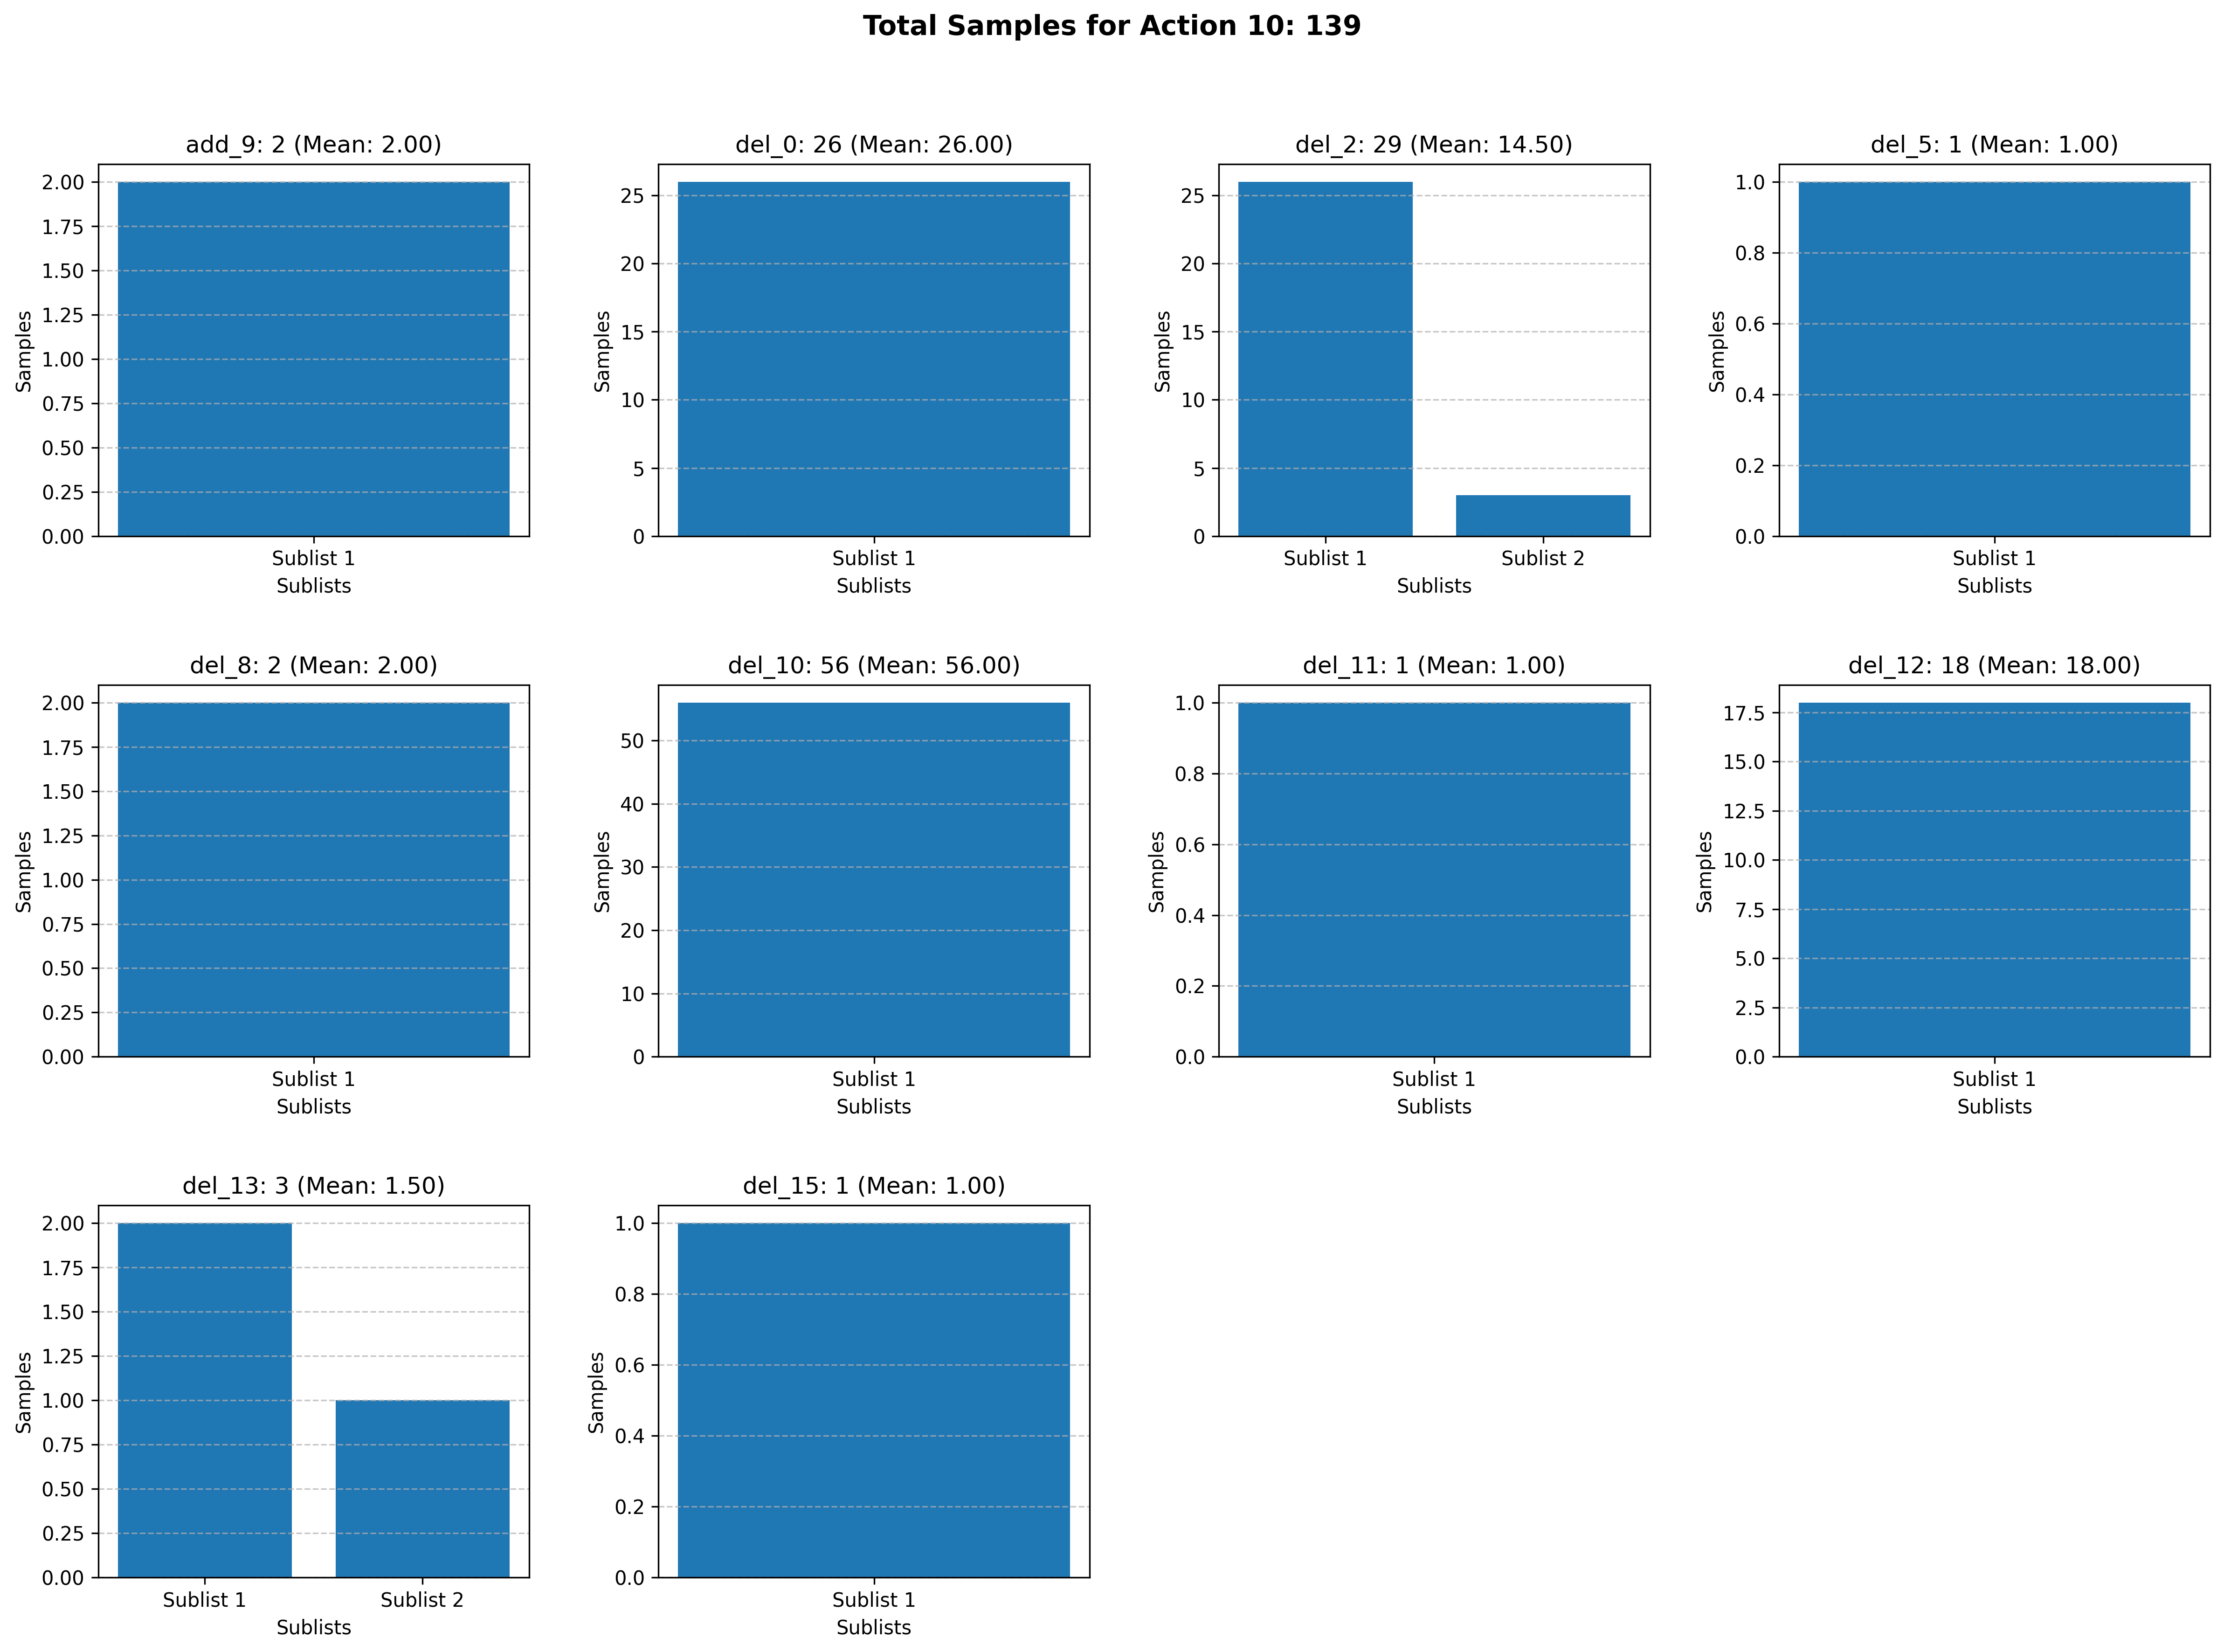 Total Samples for Action 10: 139
add_9: 2 (Mean: 2.00)
2.00
1.75
1.50
1.25
1.00
0.75
0.50
0.25
0.00
Samples
Sublist 1
Sublists
del_0: 26 (Mean: 26.00)
25
20
15
10
5
0
Samples
Sublist 1
Sublists
del_2: 29 (Mean: 14.50)
25
20
15
10
5
0
Samples
Sublist 1 Sublist 2
Sublists
del_5: 1 (Mean: 1.00)
1.0
0.8
0.6
0.4
0.2
0.0
Samples
Sublist 1
Sublists
del_8: 2 (Mean: 2.00)
2.00
1.75
1.50
1.25
1.00
0.75
0.50
0.25
0.00
Samples
Sublist 1
Sublists
del_10: 56 (Mean: 56.00)
50
40
30
20
10
0
Samples
Sublist 1
Sublists
del_11: 1 (Mean: 1.00)
1.0
0.8
0.6
0.4
0.2
0.0
Samples
Sublist 1
Sublists
del_12: 18 (Mean: 18.00)
17.5
15.0
12.5
10.0
7.5
5.0
2.5
0.0
Samples
Sublist 1
Sublists
del_13: 3 (Mean: 1.50)
2.00
1.75
1.50
1.25
1.00
0.75
0.50
0.25
0.00
Samples
Sublist 1 Sublist 2
Sublists
del_15: 1 (Mean: 1.00)
1.0
0.8
0.6
0.4
0.2
0.0
Samples
Sublist 1
Sublists